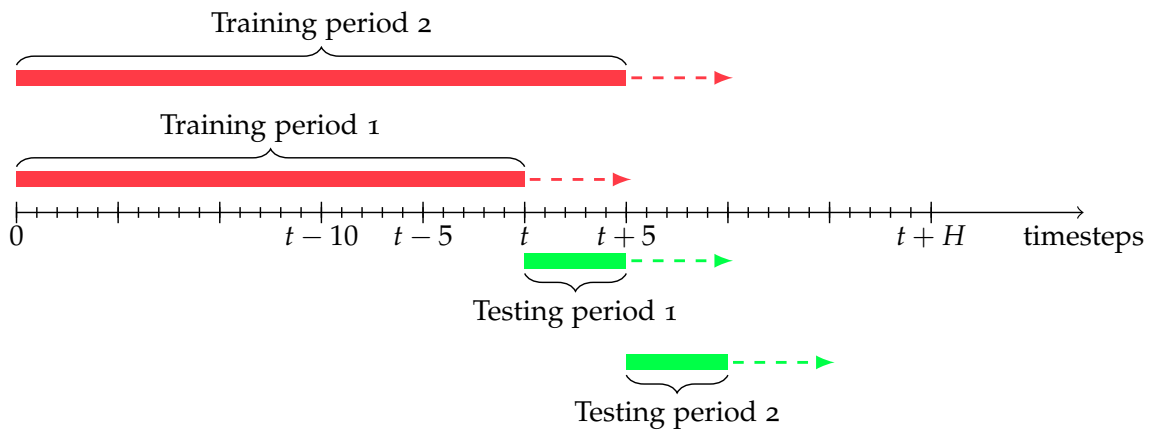 Training period 2
Training period 1
0 t − 10 t − 5 t t + 5 t + H timesteps
Testing period 1
Testing period 2